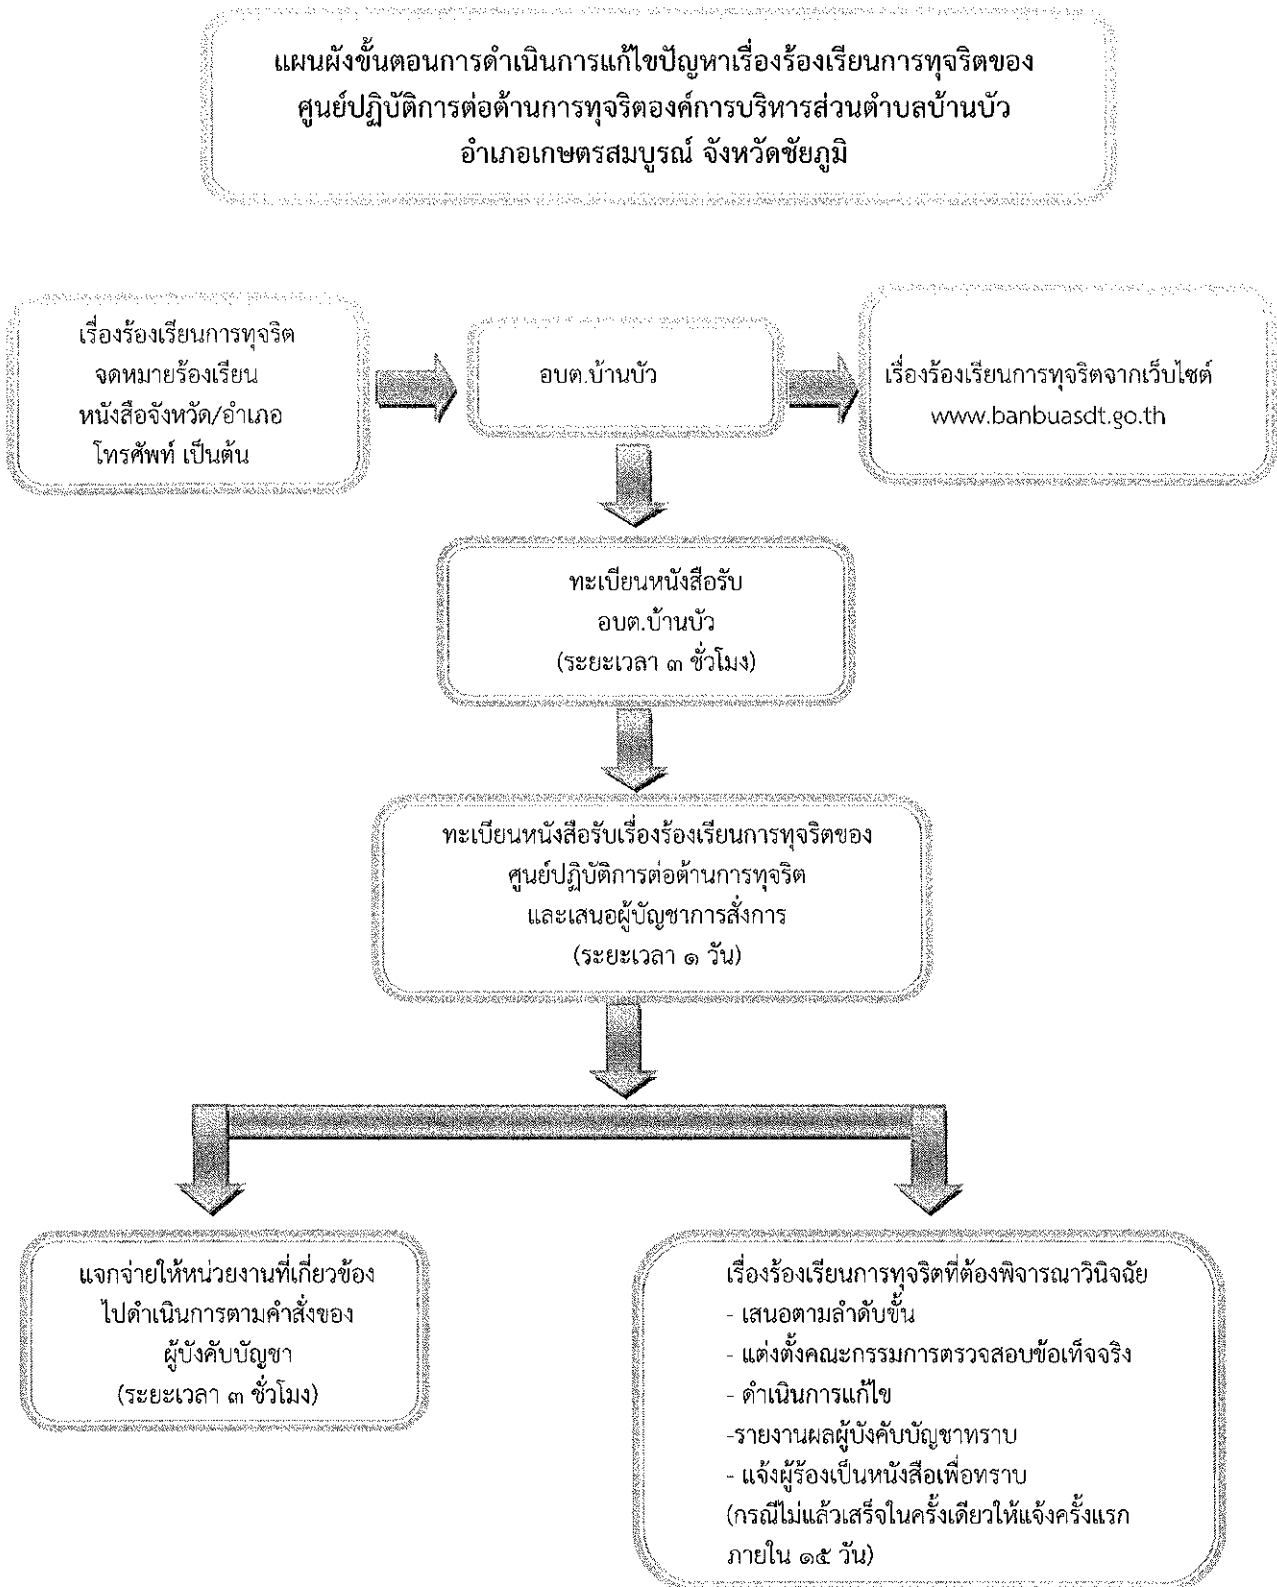 แผนผังขั้นตอนการดำเนินการแก้ไขปัญหาเรื่องร้องเรียนการทุจริตของ
ศูนย์ปฏิบัติการต่อต้านการทุจริตองค์การบริหารส่วนตำบลบ้านบัว
อำเภอเกษตรสมบูรณ์ จังหวัดชัยภูมิ
เรื่องร้องเรียนการทุจริต
จดหมายร้องเรียน
หนังสือจังหวัด/อำเภอ
โทรศัพท์ เป็นต้น
อบต.บ้านบัว
เรื่องร้องเรียนการทุจริตจากเว็บไซต์
www.banbuasdt.go.th
ทะเบียนหนังสือรับ
อบต.บ้านบัว
(ระยะเวลา ๓ ชั่วโมง)
ทะเบียนหนังสือรับเรื่องร้องเรียนการทุจริตของ
ศูนย์ปฏิบัติการต่อต้านการทุจริต
และเสนอผู้บัญชาการสั่งการ
(ระยะเวลา ๑ วัน)
แจกจ่ายให้หน่วยงานที่เกี่ยวข้อง
ไปดำเนินการตามคำสั่งของ
ผู้บังคับบัญชา
(ระยะเวลา ๓ ชั่วโมง)
เรื่องร้องเรียนการทุจริตที่ต้องพิจารณาวินิจฉัย
- เสนอตามลำดับขั้น
- แต่งตั้งคณะกรรมการตรวจสอบข้อเท็จจริง
- ดำเนินการแก้ไข
-รายงานผลผู้บังคับบัญชาทราบ
- แจ้งผู้ร้องเป็นหนังสือเพื่อทราบ
(กรณีไม่แล้วเสร็จในครั้งเดียวให้แจ้งครั้งแรก
ภายใน ๑๕ วัน)